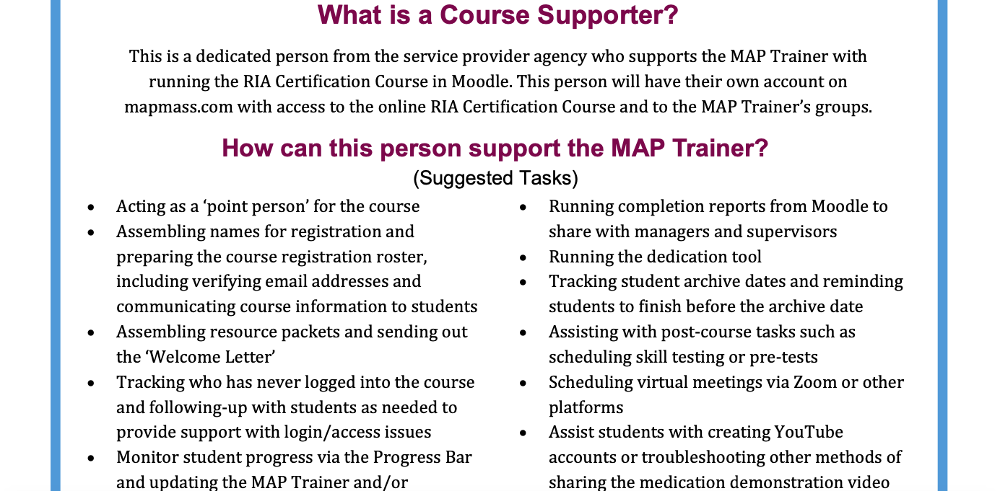 What is a Course Supporter?
This is a dedicated person from the service provider agency who supports the MAP Trainer with
running the RIA Certification Course in Moodle. This person will have their own account on
mapmass.com with access to the online RIA Certification Course and to the MAP Trainer’s groups.
How can this person support the MAP Trainer?
(Suggested Tasks)
• Acting as a ‘point person’ for the course
• Assembling names for registration and
preparing the course registration roster,
including verifying email addresses and
communicating course information to students
• Assembling resource packets and sending out
the ‘Welcome Letter’
• Tracking who has never logged into the course
and following-up with students as needed to
provide support with login/access issues
• Monitor student progress via the Progress Bar
and updating the MAP Trainer and/or
• Running completion reports from Moodle to
share with managers and supervisors
• Running the dedication tool
• Tracking student archive dates and reminding
students to finish before the archive date
• Assisting with post-course tasks such as
scheduling skill testing or pre-tests
• Scheduling virtual meetings via Zoom or other
platforms
• Assist students with creating YouTube
accounts or troubleshooting other methods of
sharing the medication demonstration video